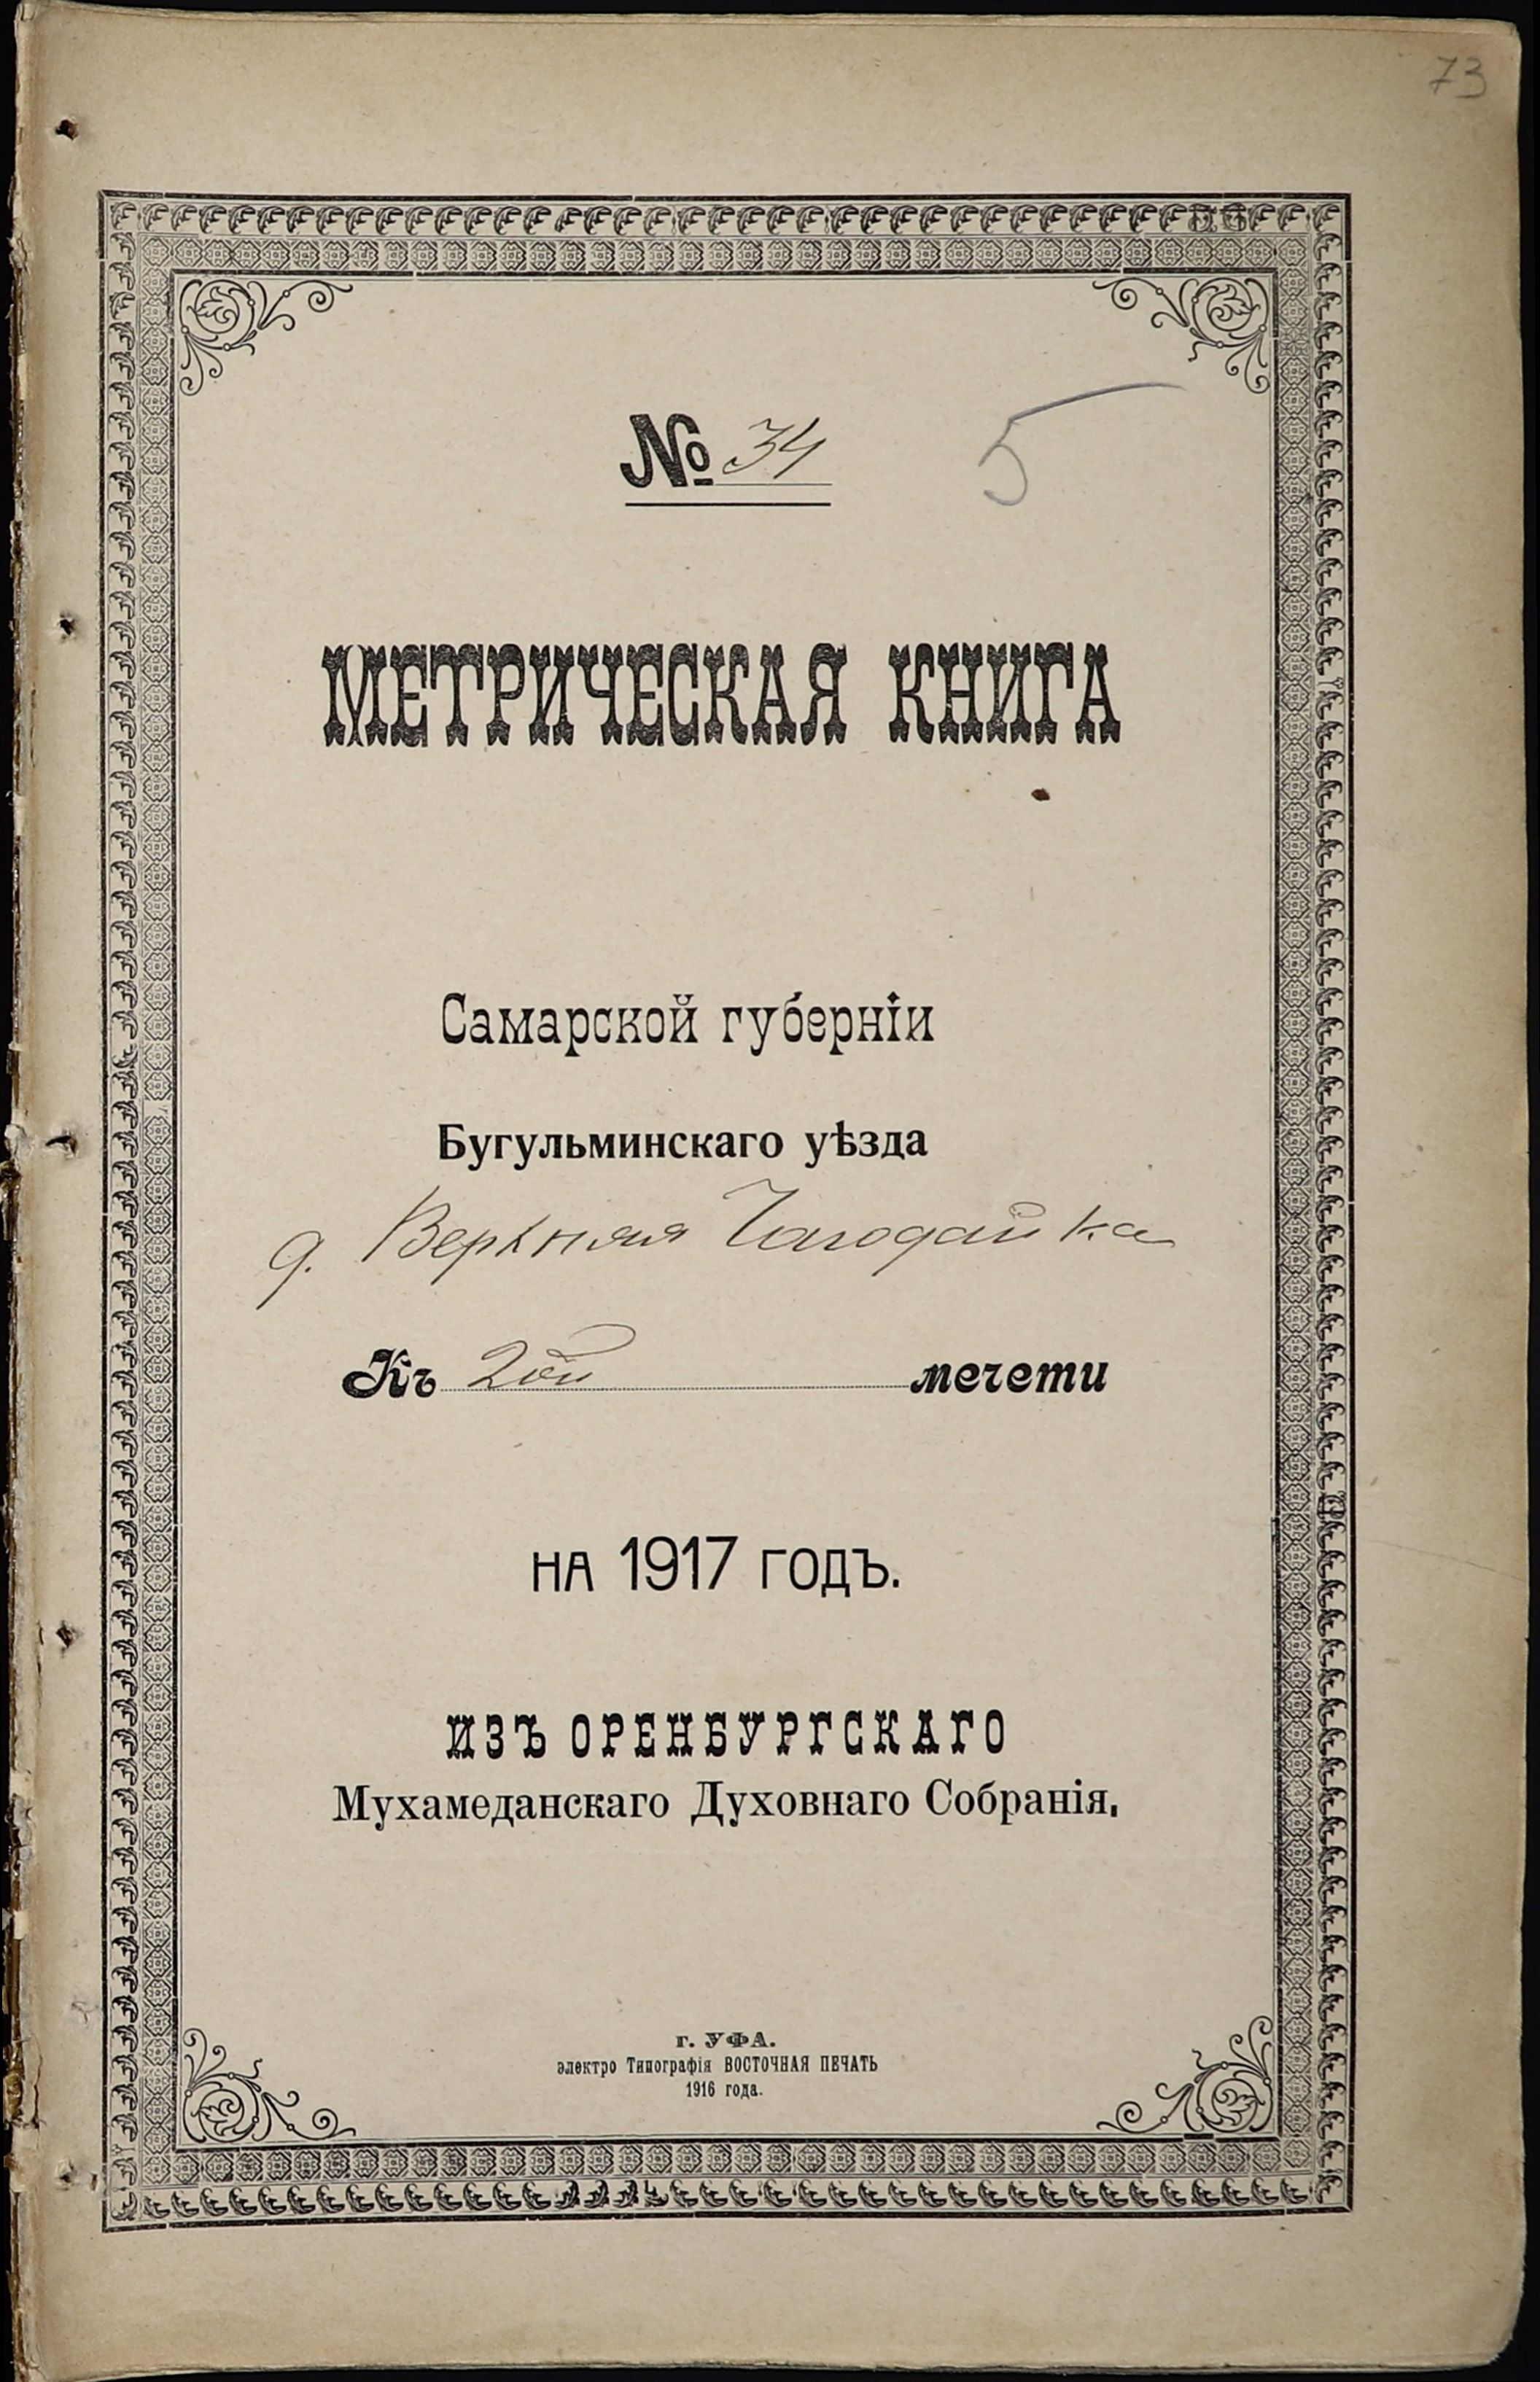 73
№ 34
5
МЕТРИЧЕСКАЯ КНИГА
Самарской губерніи
Бугульминскаго уѣзда
д. Верхняя Чагодайка
Къ 2ой мечети
на 1917 годъ.
ИЗЪ ОРЕНБУРГСКАГО
Мухамеданскаго Духовнаго Собранія.
г. УФА.
электро Типографія ВОСТОЧНАЯ ПЕЧАТЬ
1916 года.